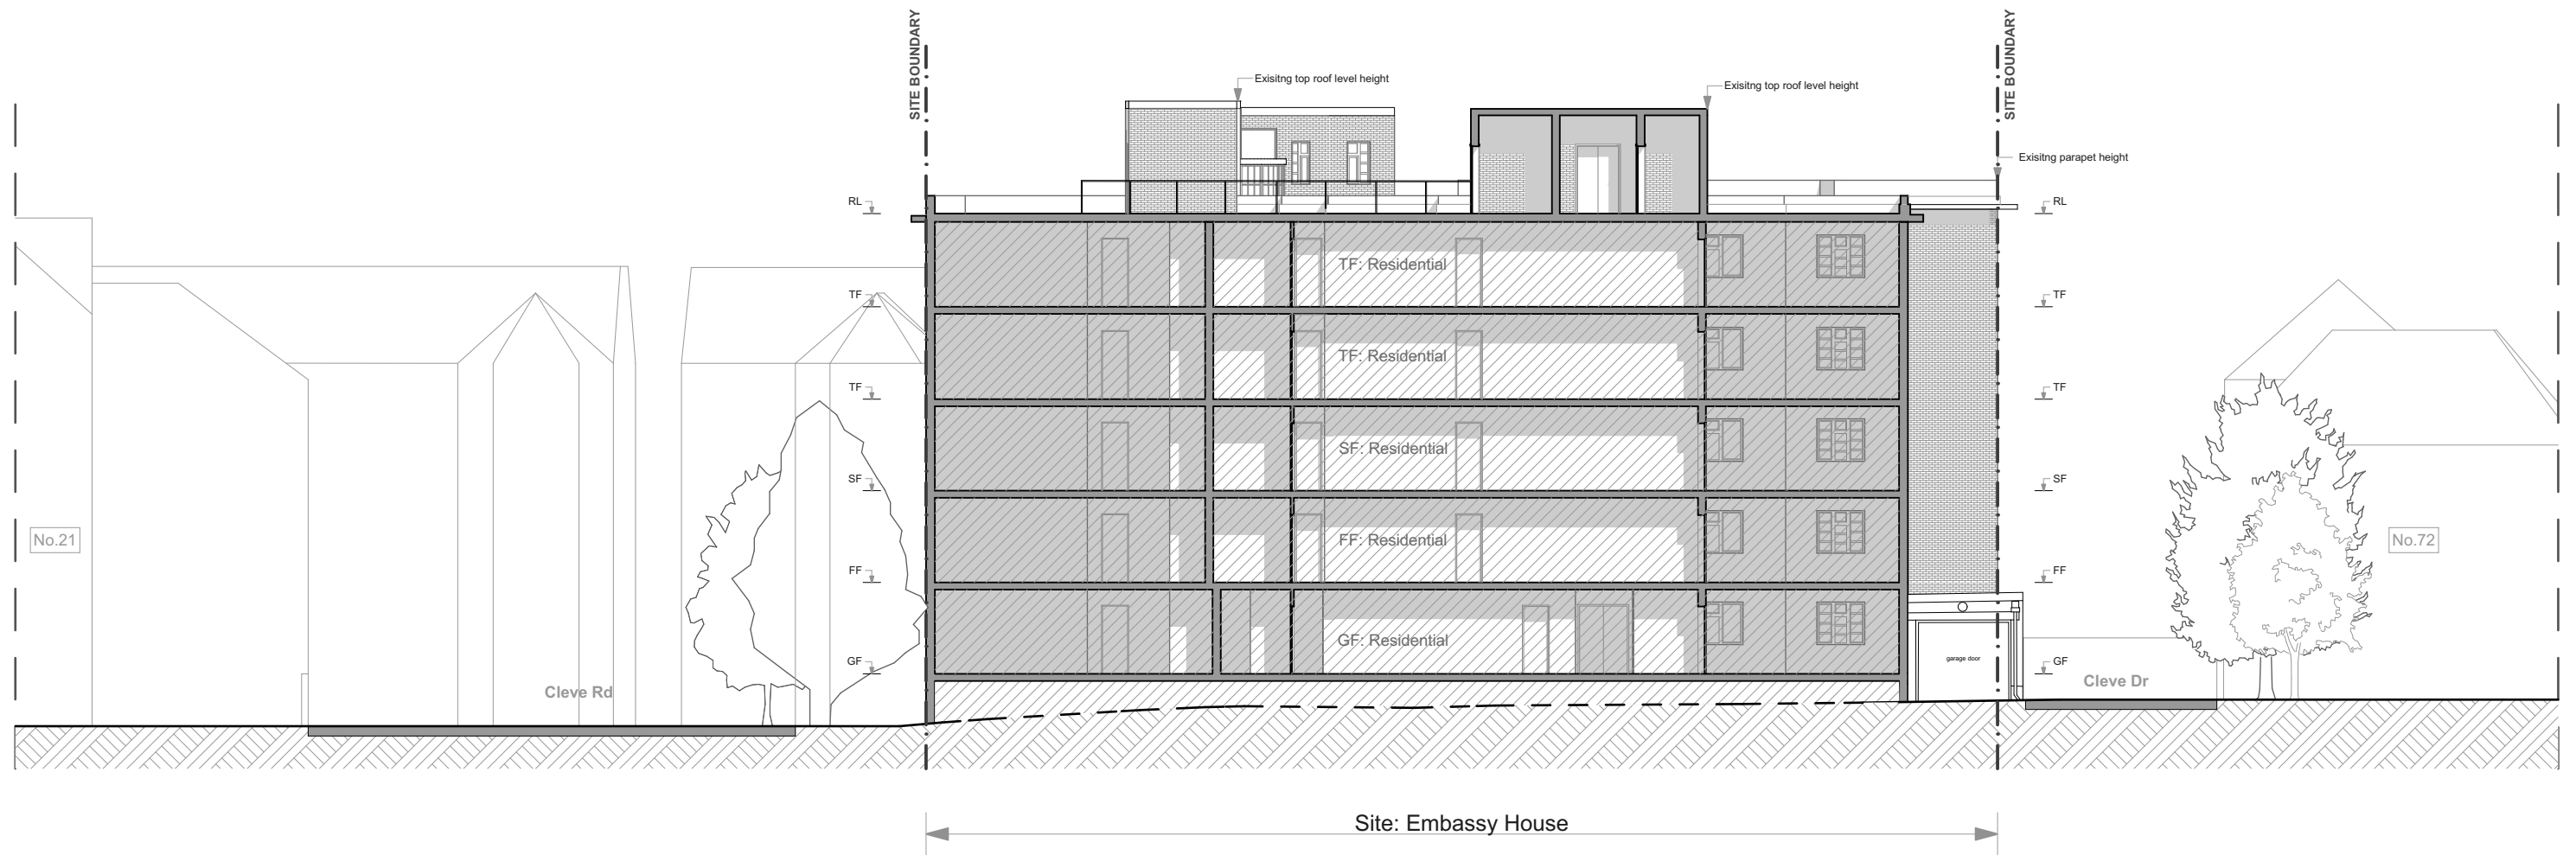 SITE BOUNDARY
SITE BOUNDARY
Exisitng top roof level height
Exisitng top roof level height
Exisitng parapet height
RL
RL
TF: Residential
TF
TF
TF: Residential
TF
TF
SF: Residential
SF
SF
No.21
FF: Residential
No.72
FF
FF
GF: Residential
garage door
GF
GF
Cleve Rd
Cleve Dr
Site: Embassy House